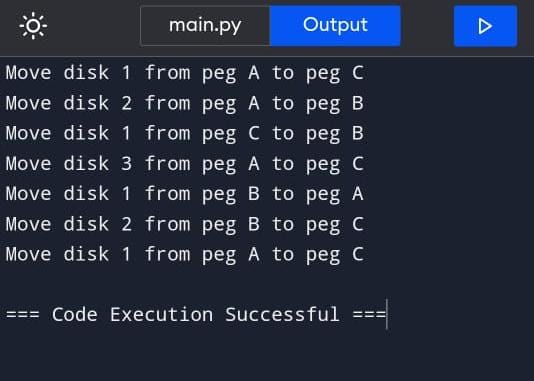 main.py Output
Move disk 1 from peg A to peg C
Move disk 2 from peg A to peg B
Move disk 1 from peg C to peg B
Move disk 3 from peg A to peg C
Move disk 1 from peg B to peg A
Move disk 2 from peg B to peg C
Move disk 1 from peg A to peg C
=== Code Execution Successful ===